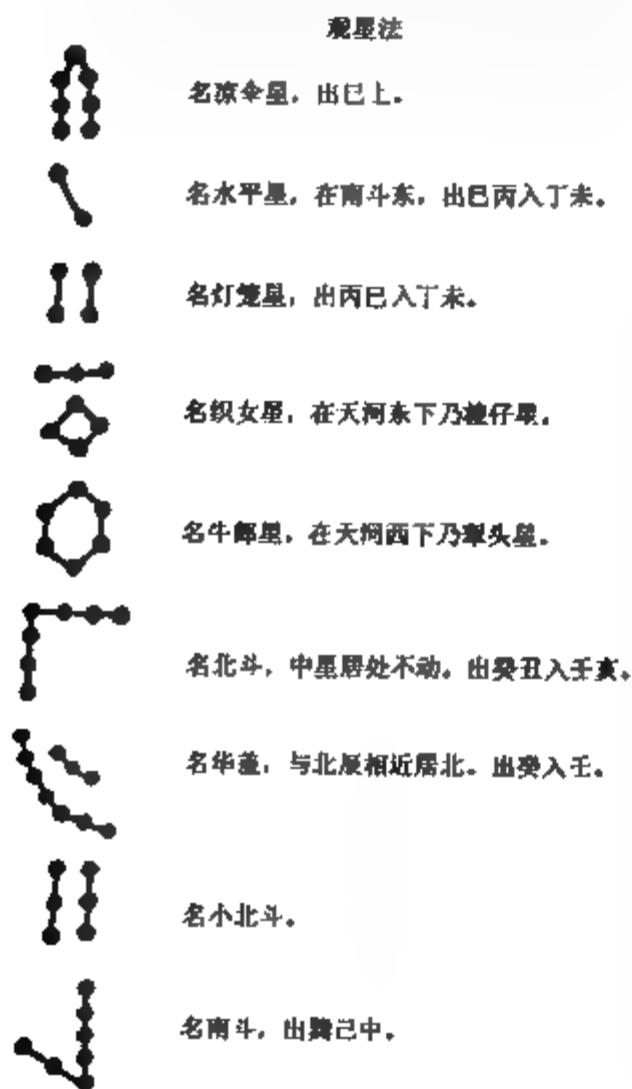 观星法
名凉伞星，出巳上。
名水平星，在南斗东，出巳丙入丁未。
名灯笼星，出丙巳入丁未。
名织女星，在天河东下乃梭仔星。
名牛郎星，在天河西下乃犁头星。
名北斗，中星居处不动。出癸丑入壬亥。
名华盖，与北辰相近居北。出癸入壬。
名小北斗。
名南斗，出巽己中。